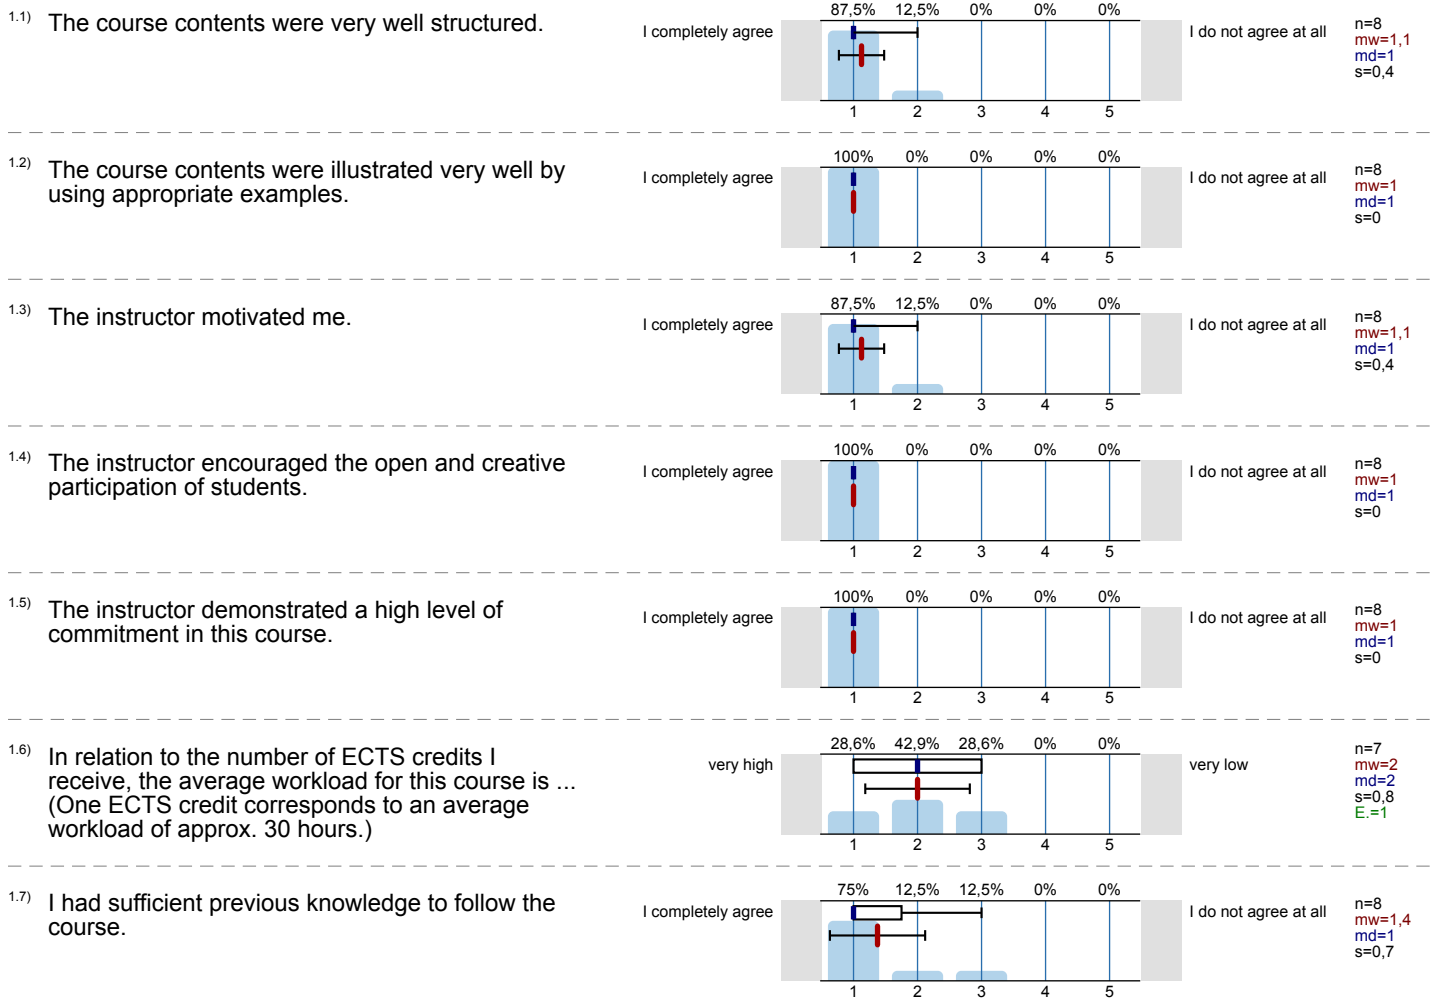 1.1) The course contents were very well structured.
I completely agree
87,5% 12,5% 0% 0% 0%
1 2 3 4 5
I do not agree at all
n=8
mw=1,1
md=1
s=0,4
1.2) The course contents were illustrated very well by
using appropriate examples.
I completely agree
100% 0% 0% 0% 0%
1 2 3 4 5
I do not agree at all
n=8
mw=1
md=1
s=0
1.3) The instructor motivated me.
I completely agree
87,5% 12,5% 0% 0% 0%
1 2 3 4 5
I do not agree at all
n=8
mw=1,1
md=1
s=0,4
1.4) The instructor encouraged the open and creative
participation of students.
I completely agree
100% 0% 0% 0% 0%
1 2 3 4 5
I do not agree at all
n=8
mw=1
md=1
s=0
1.5) The instructor demonstrated a high level of
commitment in this course.
I completely agree
100% 0% 0% 0% 0%
1 2 3 4 5
I do not agree at all
n=8
mw=1
md=1
s=0
1.6) In relation to the number of ECTS credits I
receive, the average workload for this course is ...
(One ECTS credit corresponds to an average
workload of approx. 30 hours.)
very high
28,6% 42,9% 28,6% 0% 0%
1 2 3 4 5
very low
n=7
mw=2
md=2
s=0,8
E.=1
1.7) I had sufficient previous knowledge to follow the
course.
I completely agree
75% 12,5% 12,5% 0% 0%
1 2 3 4 5
I do not agree at all
n=8
mw=1,4
md=1
s=0,7